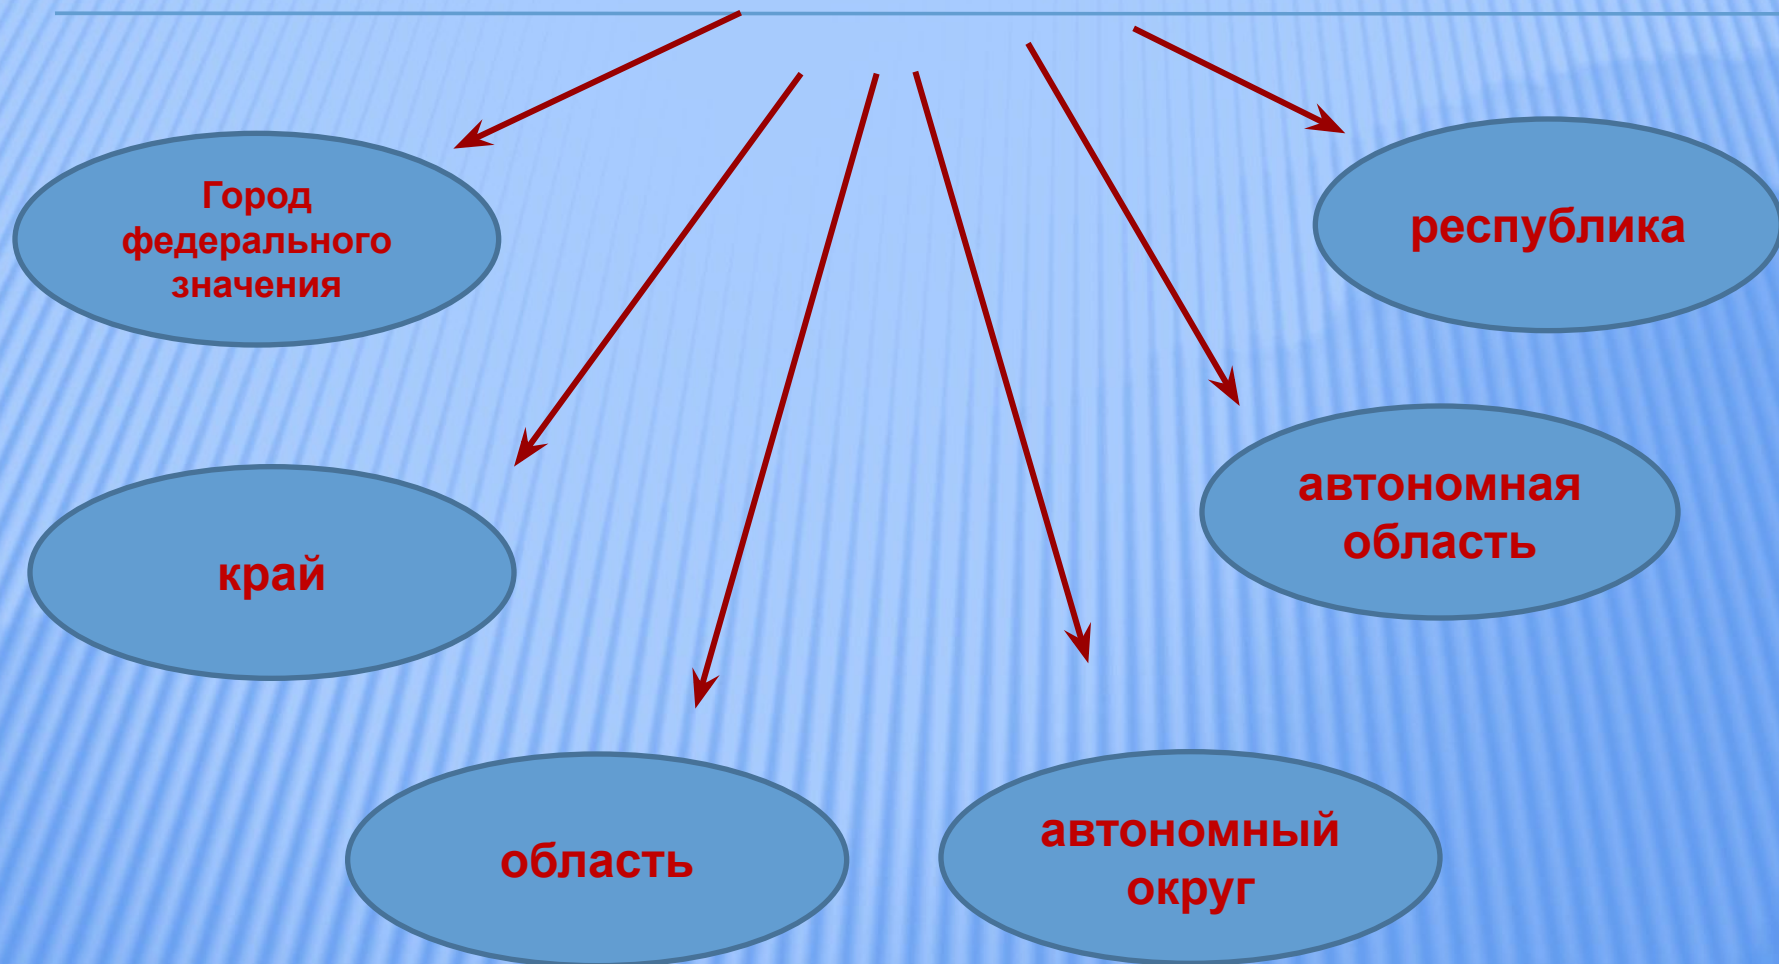 Город
федерального
значения
республика
край
автономная
область
область
автономный
округ